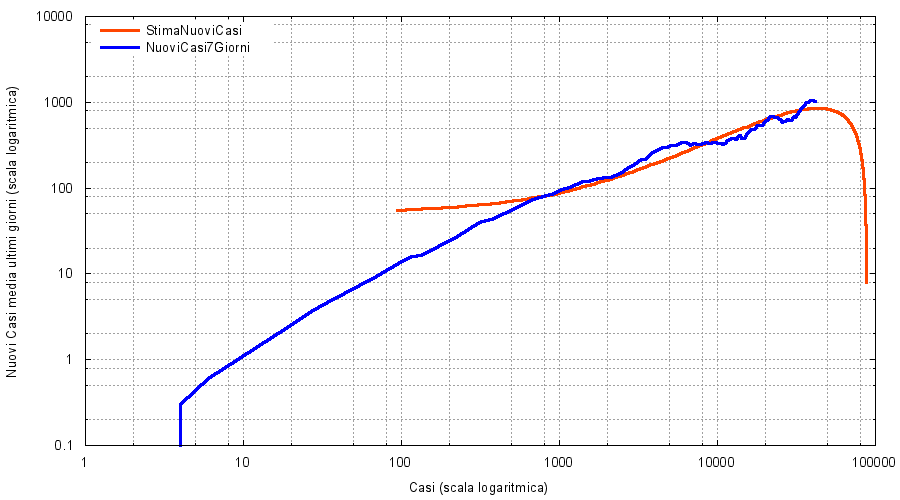 10000
StimaNuoviCasi
NuoviCasi7Giorni
1000
100
10
1
0.1
Nuovi Casi media ultimi giorni (scala logaritmica)
1 10 100 1000 10000 100000
Casi (scala logaritmica)